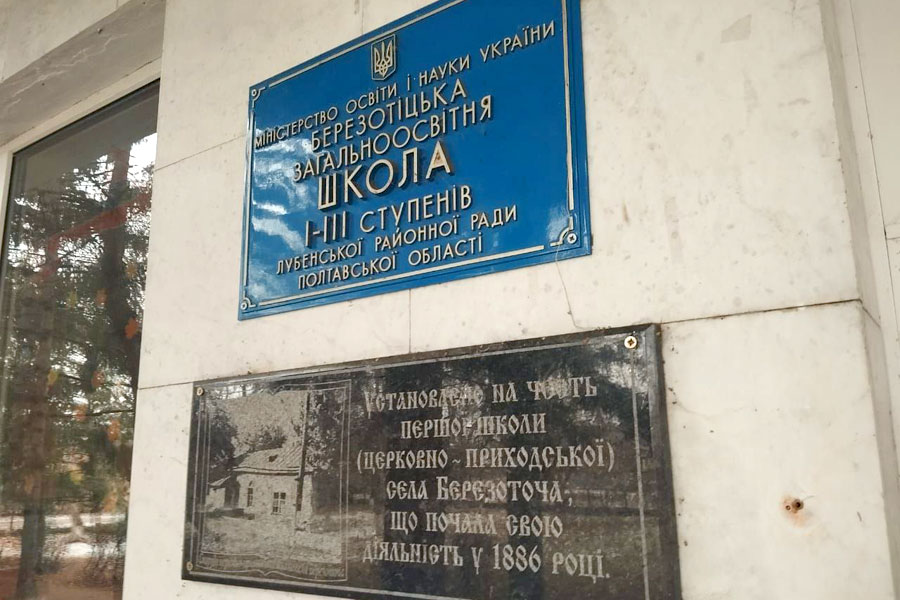 МІНІСТЕРСТВО ОСВІТИ І НАУКИ УКРАЇНИ
БЕРЕЗОТІЦЬКА
ЗАГАЛЬНООСВІТНЯ
ШКОЛА
І-ІІІ СТУПЕНІВ
ЛУБЕНСЬКОЇ РАЙОННОЇ РАДИ
ПОЛТАВСЬКОЇ ОБЛАСТІ
УСТАНОВЛЕНО НА ЧЕСТЬ
ПЕРШОЇ ШКОЛИ
(ЦЕРКОВНО-ПРИХОДСЬКОЇ)
СЕЛА БЕРЕЗОТОЧА,
ЩО ПОЧАЛА СВОЮ
ДІЯЛЬНІСТЬ У 1886 РОЦІ.